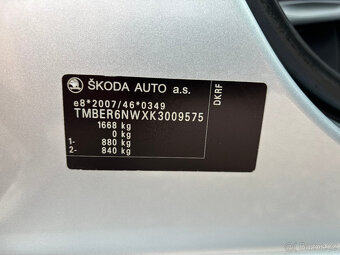 ŠKODA AUTO a.s.
e8*2007/46*0349
TMBER6NWXK3009575
1668 kg
0 kg
1- 880 kg
2- 840 kg
DKRF